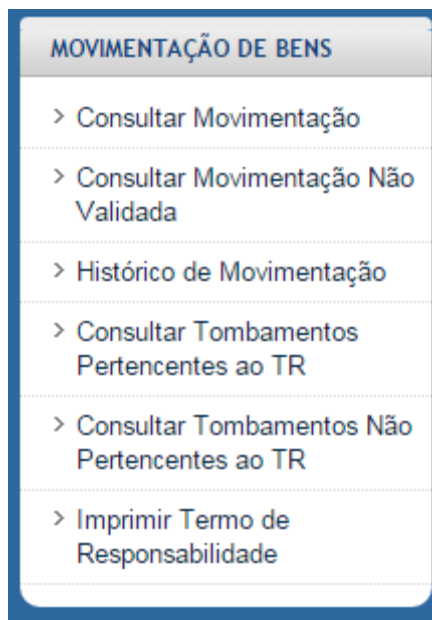 MOVIMENTAÇÃO DE BENS
> Consultar Movimentação
> Consultar Movimentação Não
Validada
> Histórico de Movimentação
> Consultar Tombamentos
Pertencentes ao TR
> Consultar Tombamentos Não
Pertencentes ao TR
> Imprimir Termo de
Responsabilidade